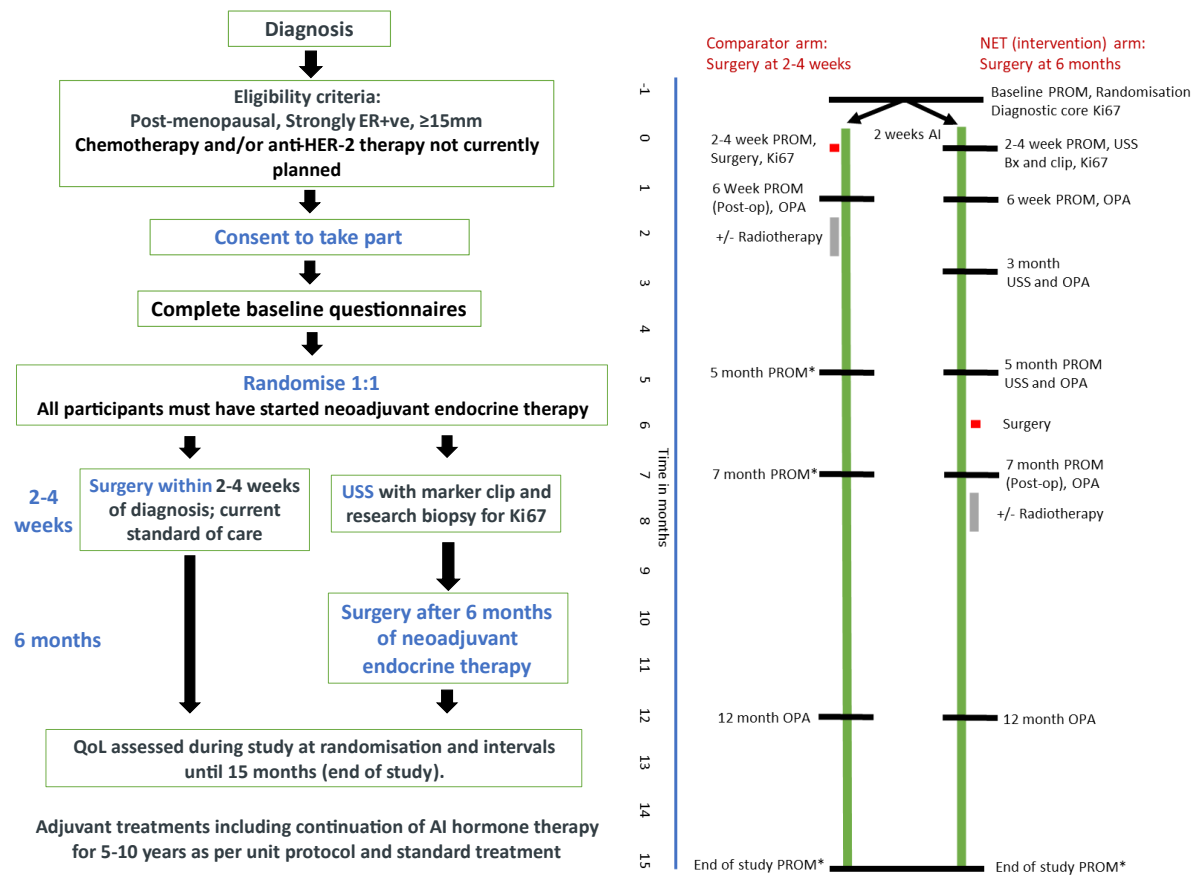 Diagnosis
Eligibility criteria:
Post-menopausal, Strongly ER+ve, ≥15mm
Chemotherapy and/or anti-HER-2 therapy not currently
planned
Consent to take part
Complete baseline questionnaires
Randomise 1:1
All participants must have started neoadjuvant endocrine therapy
2-4
weeks
Surgery within 2-4 weeks
of diagnosis; current
standard of care
USS with marker clip and
research biopsy for Ki67
6 months
Surgery after 6 months
of neoadjuvant
endocrine therapy
QoL assessed during study at randomisation and intervals
until 15 months (end of study).
Adjuvant treatments including continuation of AI hormone therapy
for 5-10 years as per unit protocol and standard treatment
Time in months
-1
0
1
2
3
4
5
6
7
8
9
10
11
12
13
14
15
Comparator arm:
Surgery at 2-4 weeks
NET (intervention) arm:
Surgery at 6 months
Baseline PROM, Randomisation
Diagnostic core Ki67
2 weeks AI
2-4 week PROM,
Surgery, Ki67
6 Week PROM
(Post-op), OPA
+/- Radiotherapy
5 month PROM*
7 month PROM*
12 month OPA
End of study PROM*
2-4 week PROM, USS
Bx and clip, Ki67
6 week PROM, OPA
3 month
USS and OPA
5 month PROM
USS and OPA
Surgery
7 month PROM
(Post-op), OPA
+/- Radiotherapy
12 month OPA
End of study PROM*